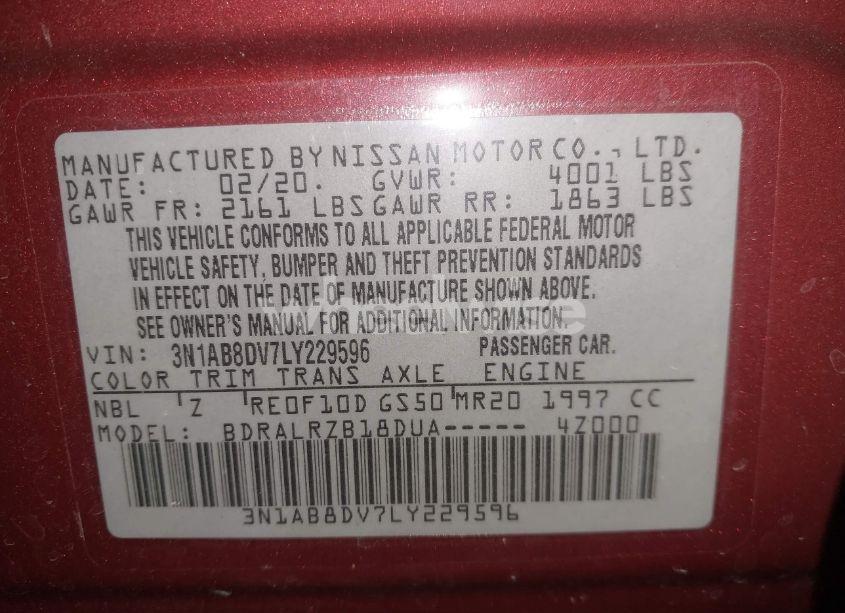 MANUFACTURED BY NISSAN MOTOR CO., LTD.
DATE: 02/20. GVWR: 4001 LBS
GAWR FR: 2161 LBS GAWR RR: 1863 LBS
THIS VEHICLE CONFORMS TO ALL APPLICABLE FEDERAL MOTOR
VEHICLE SAFETY, BUMPER AND THEFT PREVENTION STANDARDS
IN EFFECT ON THE DATE OF MANUFACTURE SHOWN ABOVE.
SEE OWNER'S MANUAL FOR ADDITIONAL INFORMATION.
VIN: 3N1AB8DV7LY229596 PASSENGER CAR.
COLOR TRIM TRANS AXLE ENGINE
NBL Z RE0F10D GS50 MR20 1997 CC
MODEL: BDRALRZB18DUA----- 4Z000
3N1AB8DV7LY229596